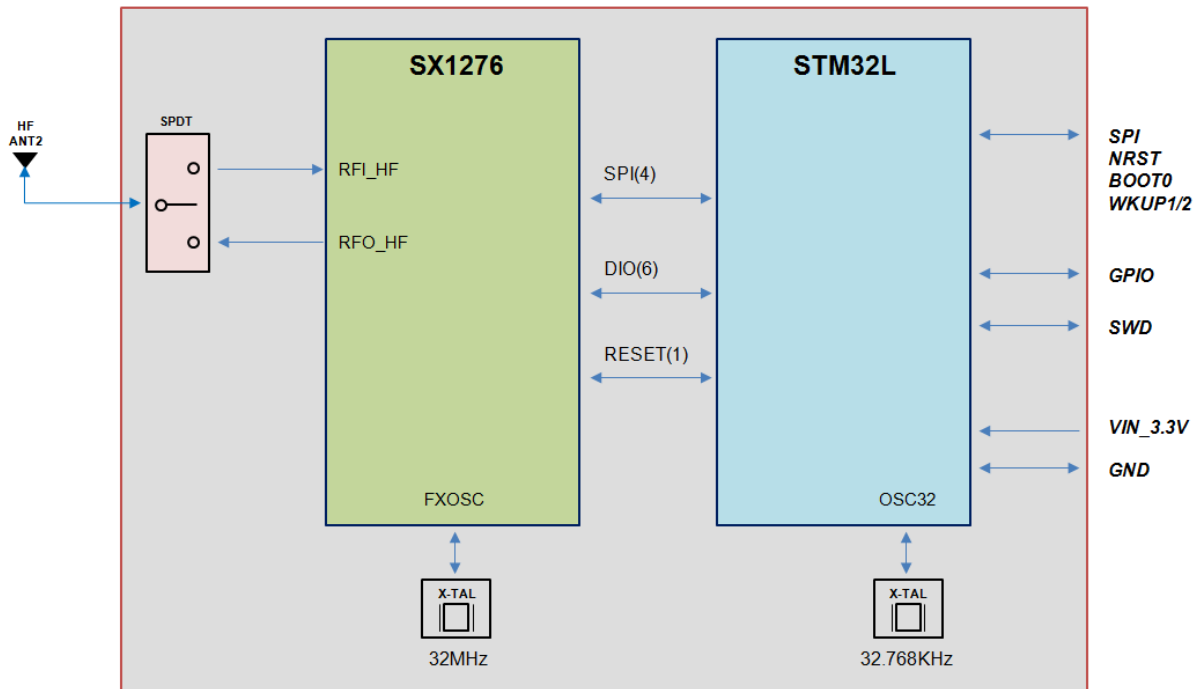 SX1276
STM32L
HF
ANT2
SPDT
RFI_HF
RFO_HF
SPI(4)
DIO(6)
RESET(1)
SPI
NRST
BOOT0
WKUP1/2
GPIO
SWD
VIN_3.3V
GND
FXOSC
OSC32
X-TAL
X-TAL
32MHz
32.768KHz